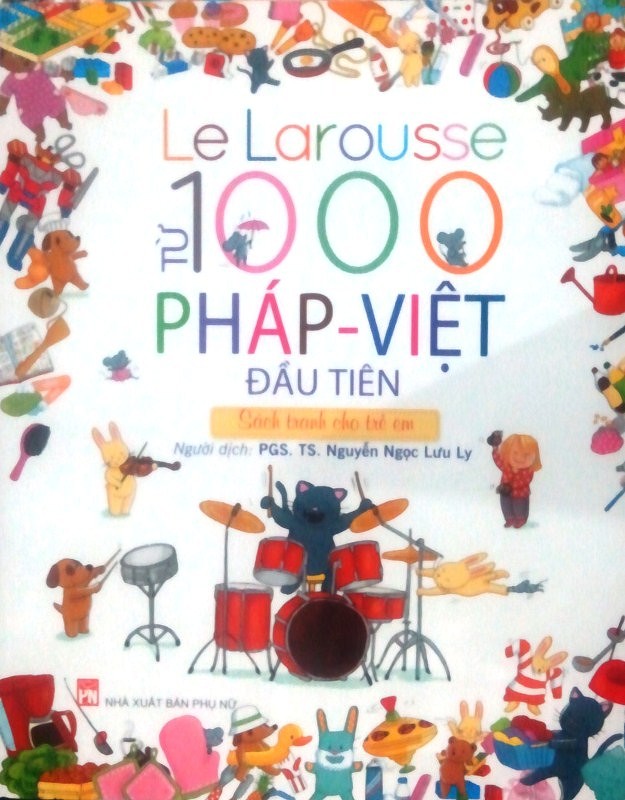 Le Larousse
TỪ 1000
PHÁP-VIỆT
ĐẦU TIÊN
Sách tranh cho trẻ em
Người dịch: PGS. TS. Nguyễn Ngọc Lưu Ly
PN
NHÀ XUẤT BẢN PHỤ NỮ